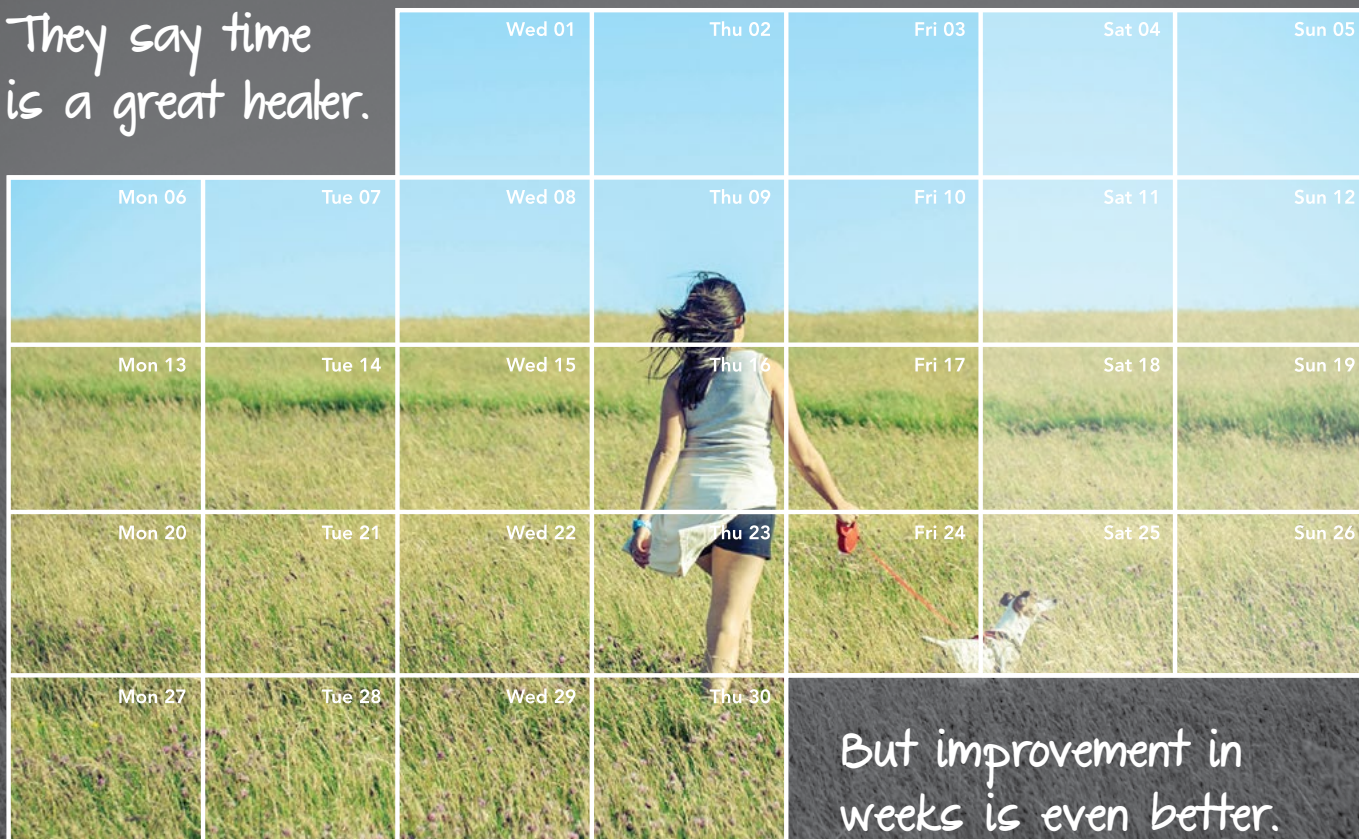 They say time
is a great healer.
Wed 01 Thu 02 Fri 03 Sat 04 Sun 05
Mon 06 Tue 07 Wed 08 Thu 09 Fri 10 Sat 11 Sun 12
Mon 13 Tue 14 Wed 15 Thu 16 Fri 17 Sat 18 Sun 19
Mon 20 Tue 21 Wed 22 Thu 23 Fri 24 Sat 25 Sun 26
Mon 27 Tue 28 Wed 29 Thu 30
But improvement in
weeks is even better.